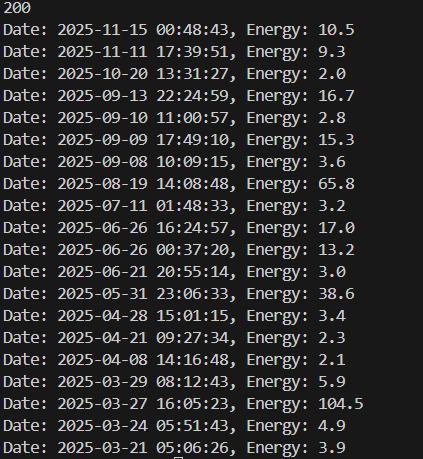 200
Date: 2025-11-15 00:48:43, Energy: 10.5
Date: 2025-11-11 17:39:51, Energy: 9.3
Date: 2025-10-20 13:31:27, Energy: 2.0
Date: 2025-09-13 22:24:59, Energy: 16.7
Date: 2025-09-10 11:00:57, Energy: 2.8
Date: 2025-09-09 17:49:10, Energy: 15.3
Date: 2025-09-08 10:09:15, Energy: 3.6
Date: 2025-08-19 14:08:48, Energy: 65.8
Date: 2025-07-11 01:48:33, Energy: 3.2
Date: 2025-06-26 16:24:57, Energy: 17.0
Date: 2025-06-26 00:37:20, Energy: 13.2
Date: 2025-06-21 20:55:14, Energy: 3.0
Date: 2025-05-31 23:06:33, Energy: 38.6
Date: 2025-04-28 15:01:15, Energy: 3.4
Date: 2025-04-21 09:27:34, Energy: 2.3
Date: 2025-04-08 14:16:48, Energy: 2.1
Date: 2025-03-29 08:12:43, Energy: 5.9
Date: 2025-03-27 16:05:23, Energy: 104.5
Date: 2025-03-24 05:51:43, Energy: 4.9
Date: 2025-03-21 05:06:26, Energy: 3.9